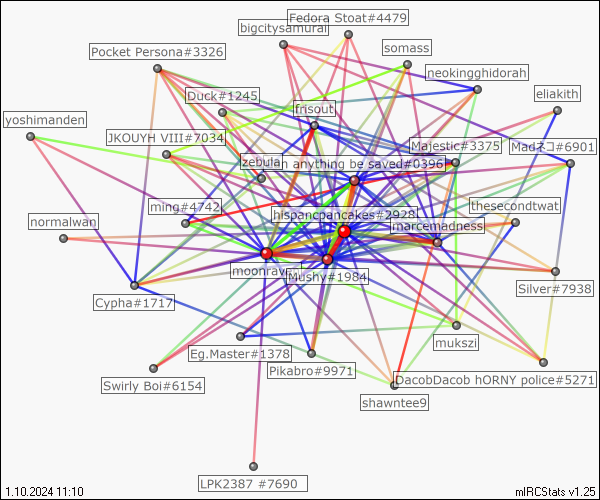 Fedora Stoat#4479
bigcitysamurai
Pocket Persona#3326
somass
neokingghidorah
Duck#1245
eliakith
frisout
yoshimanden
JKOUYH VIII#7034
Majestic#3375
Madネコ#6901
zebula
an anything be saved#0396
ming#4742
thesecondtwat
hispancpancakes#2928
normalwan
marcemadness
moonrav
Mushy#1984
Silver#7938
Cypha#1717
mukszi
Eg.Master#1378
Pikabro#9971
DacobDacob hORNY police#5271
Swirly Boi#6154
shawntee9
LPK2387 #7690
1.10.2024 11:10
mIRCStats v1.25